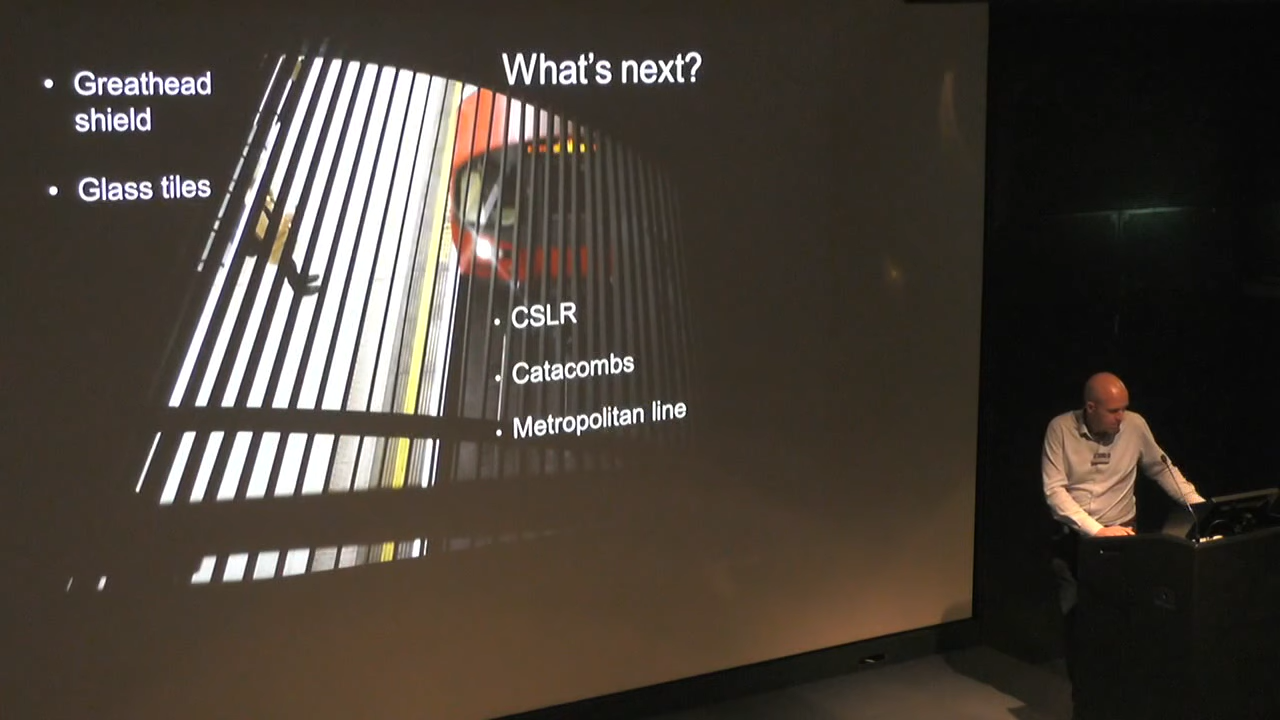 What's next?
• Greathead
shield
• Glass tiles
• CSLR
• Catacombs
• Metropolitan line